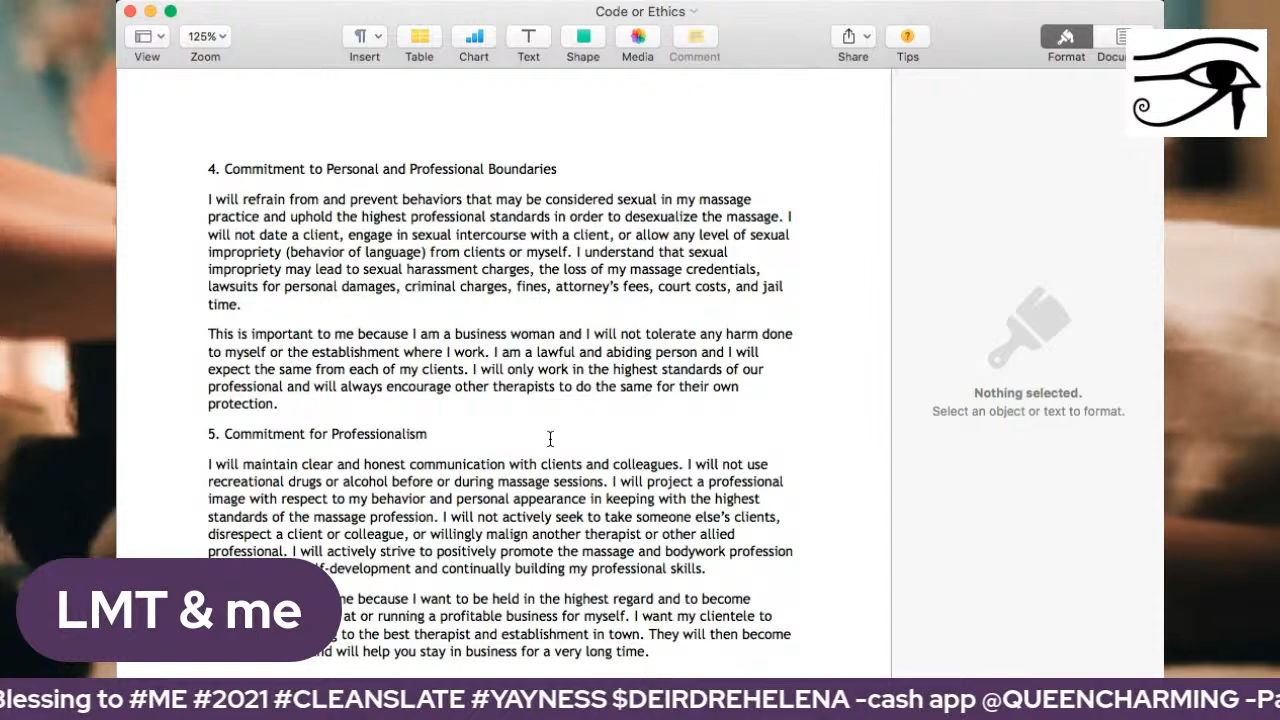 Code or Ethics
125%
View
Zoom
Insert
Table
Chart
Text
Shape
Media
Comment
Share
Tips
Format
4. Commitment to Personal and Professional Boundaries
I will refrain from and prevent behaviors that may be considered sexual in my massage
practice and uphold the highest professional standards in order to desexualize the massage. I
will not date a client, engage in sexual intercourse with a client, or allow any level of sexual
impropriety (behavior of language) from clients or myself. I understand that sexual
impropriety may lead to sexual harassment charges, the loss of my massage credentials,
lawsuits for personal damages, criminal charges, fines, attorney's fees, court costs, and jail
time.
This is important to me because I am a business woman and I will not tolerate any harm done
to myself or the establishment where I work. I am a lawful and abiding person and I will
expect the same from each of my clients. I will only work in the highest standards of our
professional and will always encourage other therapists to do the same for their own
protection.
Nothing selected.
Select an object or text to format.
5. Commitment for Professionalism
I will maintain clear and honest communication with clients and colleagues. I will not use
recreational drugs or alcohol before or during massage sessions. I will project a professional
image with respect to my behavior and personal appearance in keeping with the highest
standards of the massage profession. I will not actively seek to take someone else's clients,
disrespect a client or colleague, or willingly malign another therapist or other allied
professional. I will actively strive to positively promote the massage and bodywork profession
-development and continually building my professional skills.
me because I want to be held in the highest regard and to become
at or running a profitable business for myself. I want my clientele to
to the best therapist and establishment in town. They will then become
will help you stay in business for a very long time.
LMT & me
Blessing to #ME #2021 #CLEANSLATE #YAYNESS $DEIRDREHELENA -cash app @QUEENCHARMING